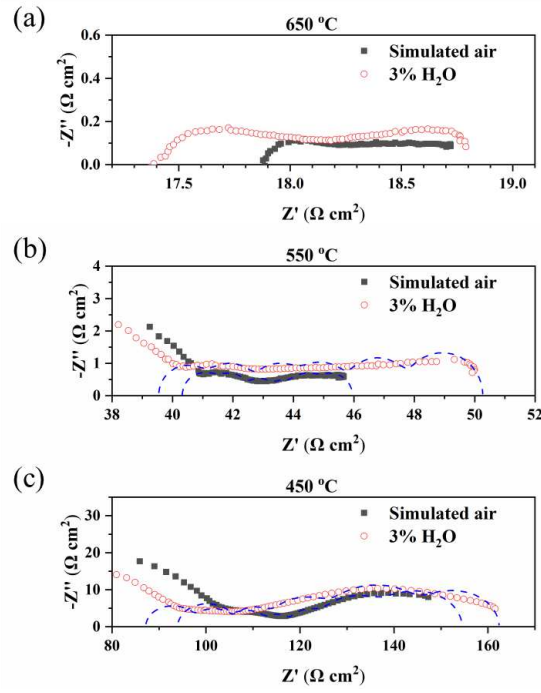 (a)
650 °C
-Z'' (Ω cm²)
0.6
0.4
0.2
0.0
Simulated air
3% H₂O
17.5 18.0 18.5 19.0
Z' (Ω cm²)
(b)
550 °C
-Z'' (Ω cm²)
4
3
2
1
0
Simulated air
3% H₂O
38 40 42 44 46 48 50 52
Z' (Ω cm²)
(c)
450 °C
-Z'' (Ω cm²)
30
20
10
0
Simulated air
3% H₂O
80 100 120 140 160
Z' (Ω cm²)